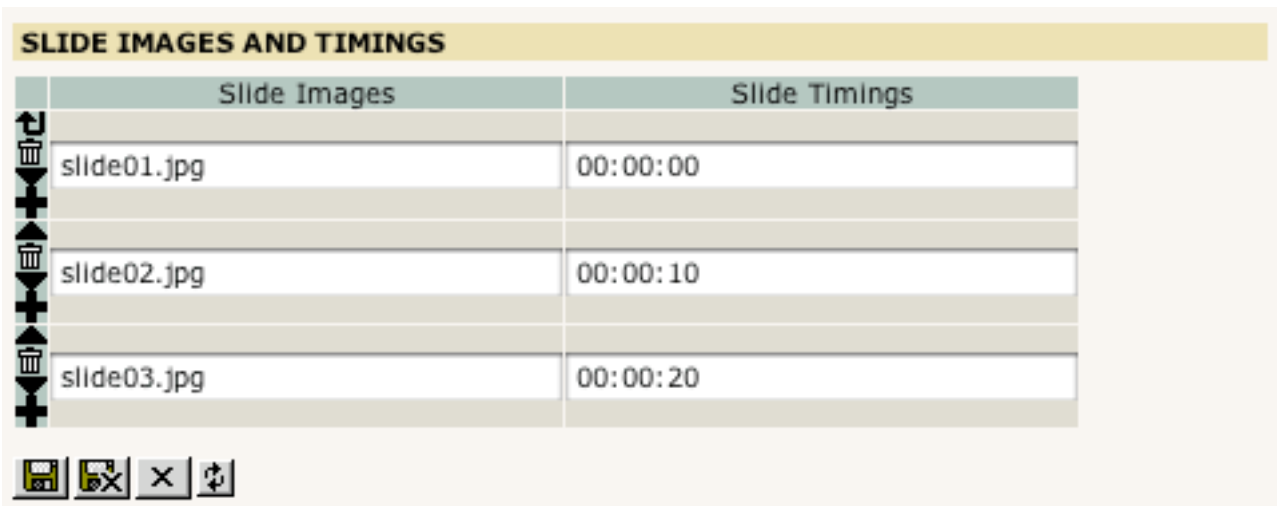 SLIDE IMAGES AND TIMINGS
Slide Images Slide Timings
slide01.jpg 00:00:00
slide02.jpg 00:00:10
slide03.jpg 00:00:20